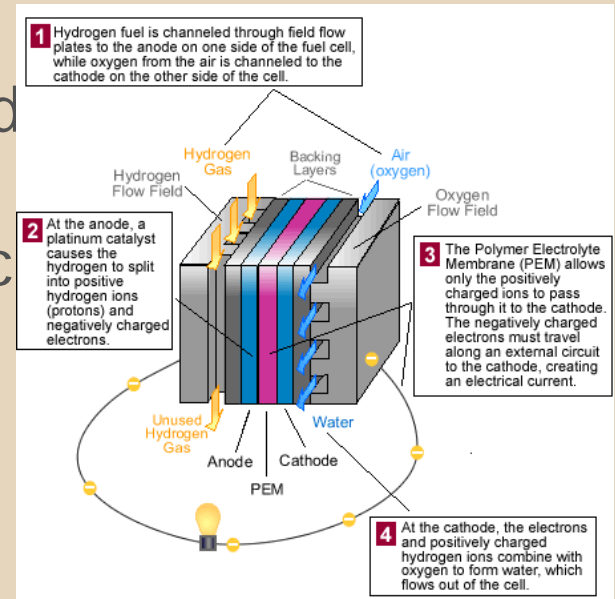 1 Hydrogen fuel is channeled through field flow
plates to the anode on one side of the fuel cell,
while oxygen from the air is channeled to the
cathode on the other side of the cell.
d
c
Hydrogen
Gas
Backing
Layers
Air
(oxygen)
Hydrogen
Flow Field
Oxygen
Flow Field
2 At the anode, a
platinum catalyst
causes the
hydrogen to split
into positive
hydrogen ions
(protons) and
negatively charged
electrons.
3 The Polymer Electrolyte
Membrane (PEM) allows
only the positively
charged ions to pass
through it to the cathode.
The negatively charged
electrons must travel
along an external circuit
to the cathode, creating
an electrical current.
Unused
Hydrogen
Gas
Water
Anode
Cathode
PEM
4 At the cathode, the electrons
and positively charged
hydrogen ions combine with
oxygen to form water, which
flows out of the cell.